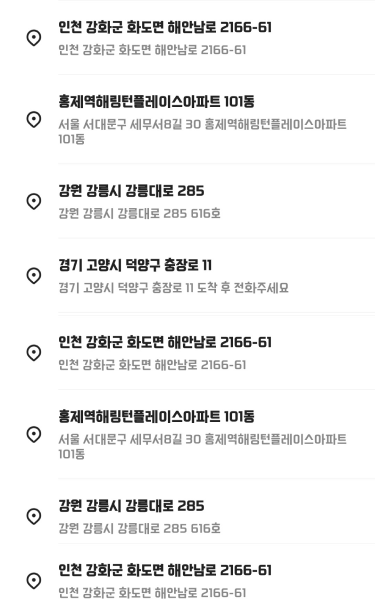 인천 강화군 화도면 해안남로 2166-61
인천 강화군 화도면 해안남로 2166-61
홍제역해링턴플레이스아파트 101동
서울 서대문구 세무서8길 30 홍제역해링턴플레이스아파트
101동
강원 강릉시 강릉대로 285
강원 강릉시 강릉대로 285 616호
경기 고양시 덕양구 충장로 11
경기 고양시 덕양구 충장로 11 도착 후 전화주세요
인천 강화군 화도면 해안남로 2166-61
인천 강화군 화도면 해안남로 2166-61
홍제역해링턴플레이스아파트 101동
서울 서대문구 세무서8길 30 홍제역해링턴플레이스아파트
101동
강원 강릉시 강릉대로 285
강원 강릉시 강릉대로 285 616호
인천 강화군 화도면 해안남로 2166-61
인천 강화군 화도면 해안남로 2166-61